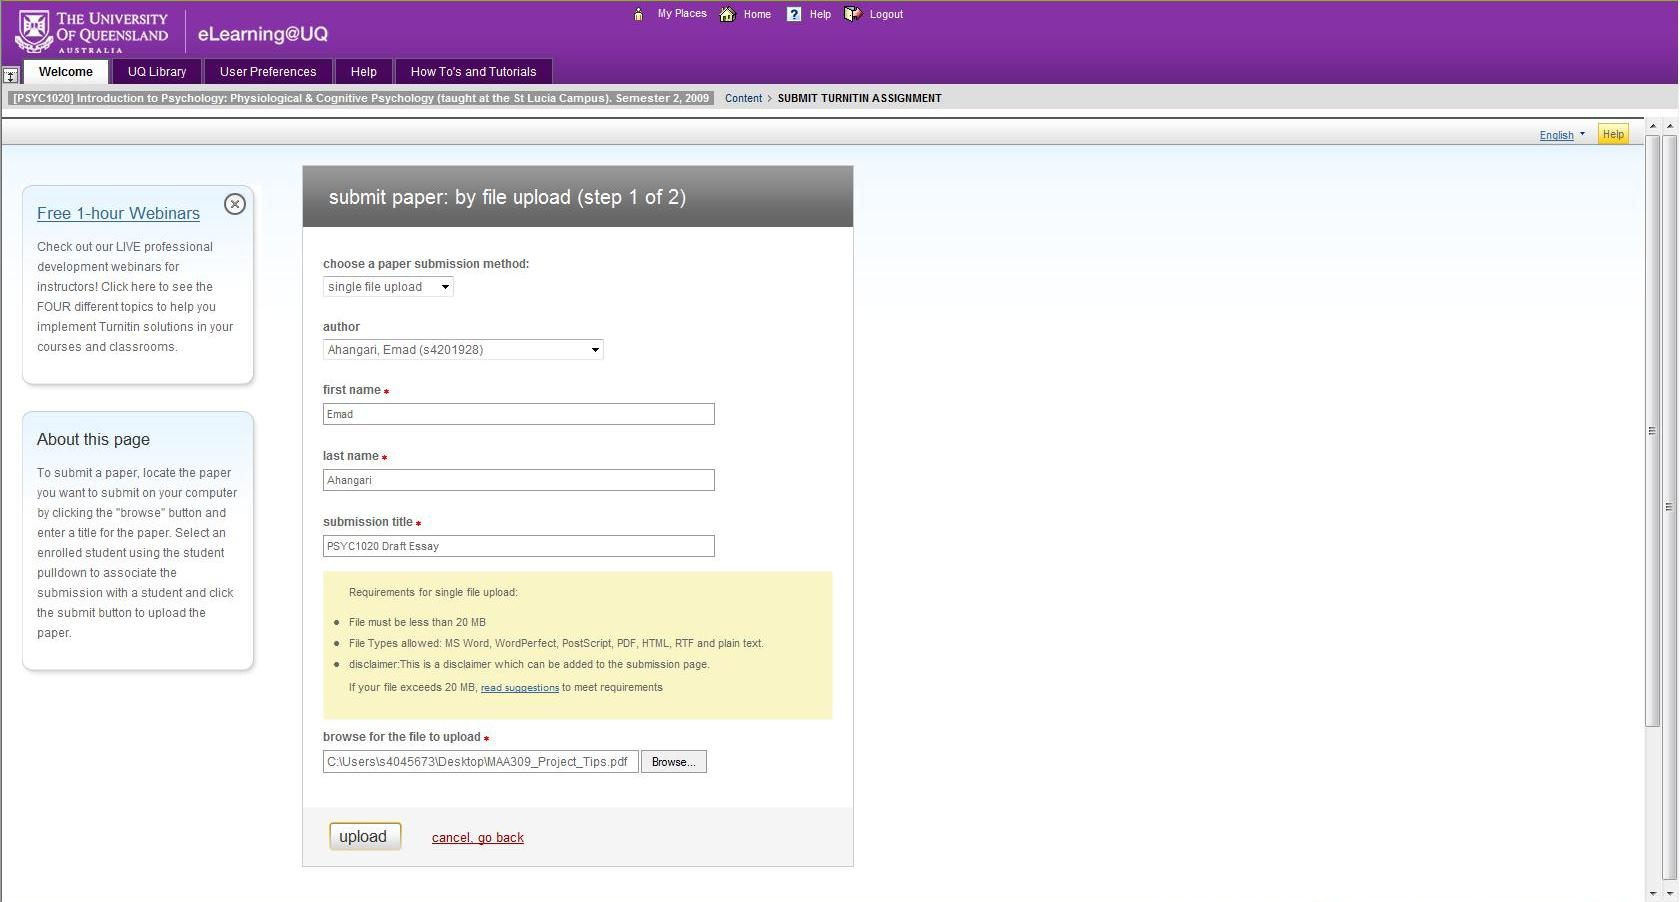 THE UNIVERSITY
OF QUEENSLAND
AUSTRALIA
eLearning@UQ
My Places Home ? Help Logout
Welcome UQ Library User Preferences Help How To's and Tutorials
[PSYC1020] Introduction to Psychology: Physiological & Cognitive Psychology (taught at the St Lucia Campus). Semester 2, 2009 Content > SUBMIT TURNITIN ASSIGNMENT
English Help
Free 1-hour Webinars
Check out our LIVE professional
development webinars for
instructors! Click here to see the
FOUR different topics to help you
implement Turnitin solutions in your
courses and classrooms.
About this page
To submit a paper, locate the paper
you want to submit on your computer
by clicking the "browse" button and
enter a title for the paper. Select an
enrolled student using the student
pulldown to associate the
submission with a student and click
the submit button to upload the
paper.
submit paper: by file upload (step 1 of 2)
choose a paper submission method:
single file upload
author
Ahangari, Emad (s4201928)
first name *
Emad
last name *
Ahangari
submission title *
PSYC1020 Draft Essay
Requirements for single file upload:
• File must be less than 20 MB
• File Types allowed: MS Word, WordPerfect, PostScript, PDF, HTML, RTF and plain text.
• disclaimer:This is a disclaimer which can be added to the submission page.
If your file exceeds 20 MB, read suggestions to meet requirements
browse for the file to upload *
C:\Users\s4045673\Desktop\MAA309_Project_Tips.pdf Browse...
upload cancel, go back